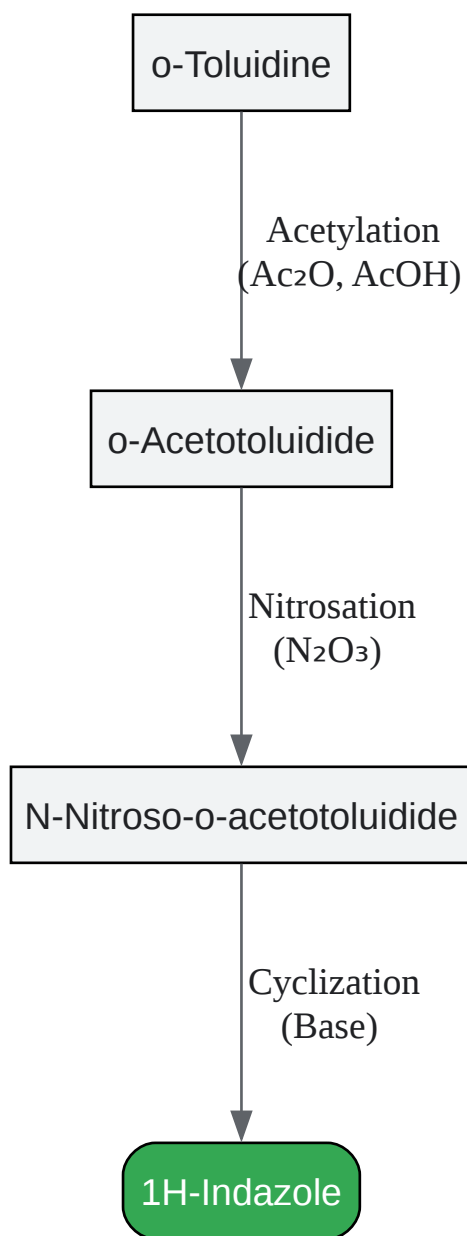 o-Toluidine
Acetylation
(Ac₂O, AcOH)
o-Acetotoluidide
Nitrosation
(N₂O₃)
N-Nitroso-o-acetotoluidide
Cyclization
(Base)
1H-Indazole